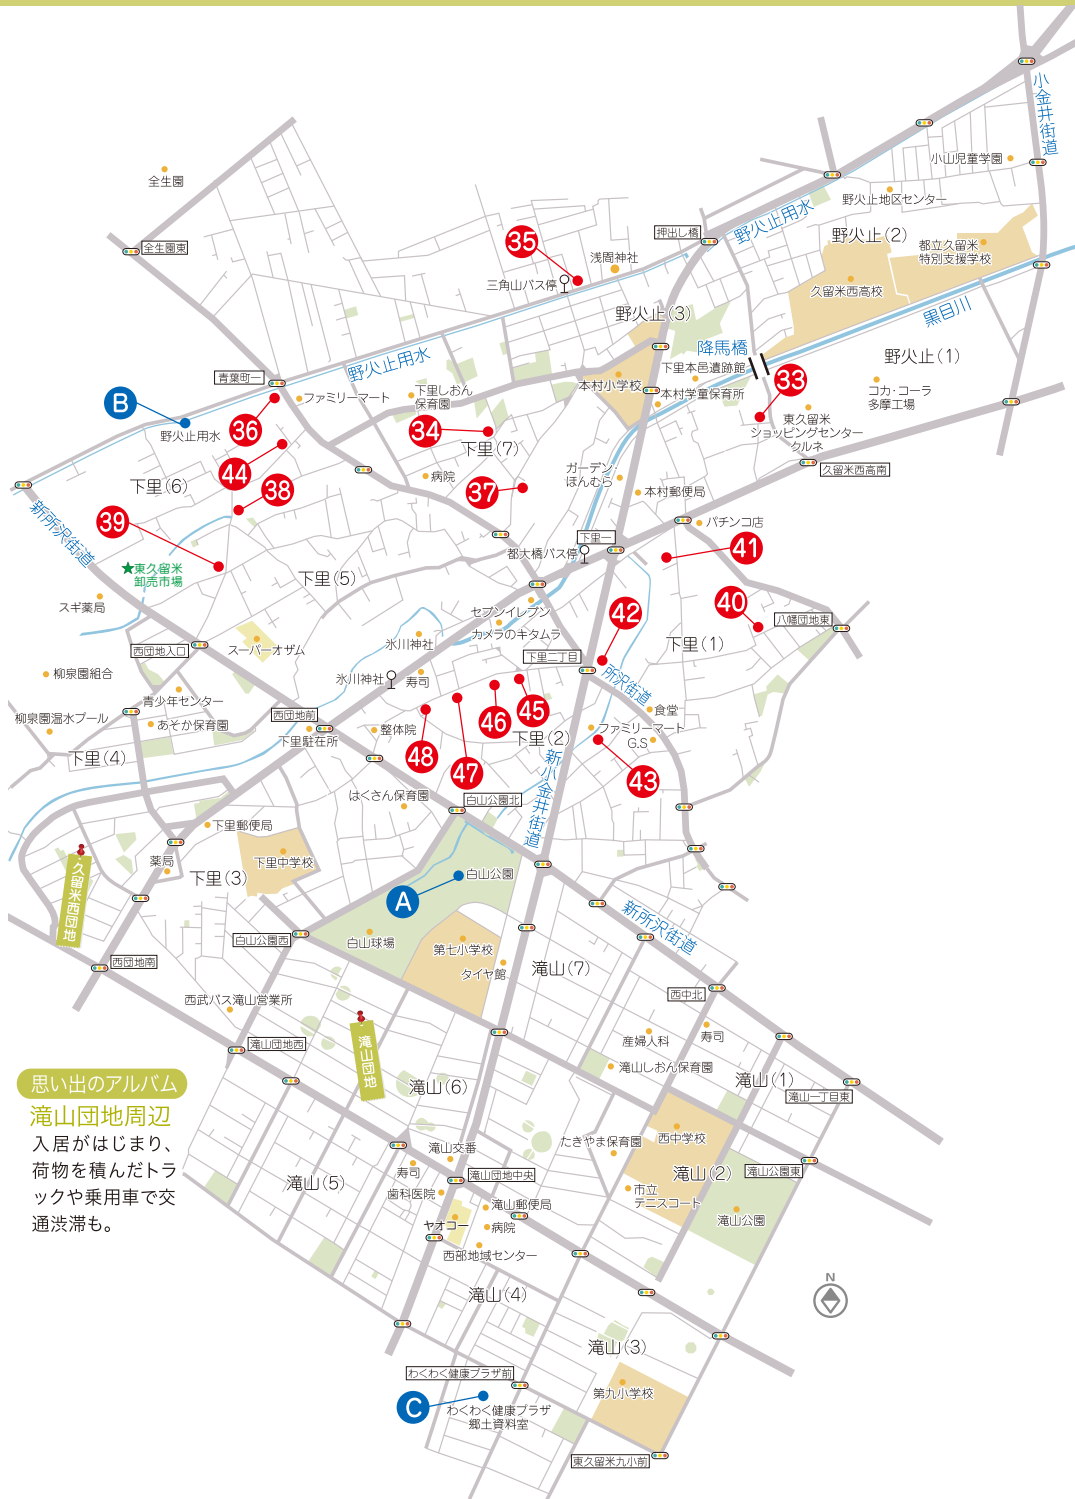 小金井街道
小山児童学園
全生園
野火止地区センター
野火止用水
押出し橋
野火止(2)
都立久留米
特別支援学校
全生園東
35
浅間神社
三角山バス停
久留米西高校
黒目川
野火止(3)
降馬橋
野火止(1)
野火止用水
下里本邑遺跡館
青葉町一
本村小学校
33
コカ・コーラ
多摩工場
下里しおん
保育園
ファミリーマート
本村学童保育所
B
東久留米
ショッピングセンター
クルネ
野火止用水
36
34
下里(7)
久留米西高南
44
病院
ガーデン・
ほんむら
下里(6)
38
37
本村郵便局
新所沢街道
39
パチンコ店
下里一
都大橋バス停
41
★東久留米
卸売市場
下里(5)
スギ薬局
セブンイレブン
42
40
カメラのキタムラ
八幡団地東
西団地入口
スーパーオザム
氷川神社
下里二丁目
下里(1)
柳泉園組合
氷川神社
寿司
所沢街道
青少年センター
45
食堂
西団地前
46
柳泉園温水プール
あそか保育園
整体院
下里(2)
ファミリーマート
G.S
下里駐在所
48
下里(4)
47
43
新小金井街道
はくさん保育園
白山公園北
下里郵便局
薬局
下里中学校
久留米西団地
下里(3)
白山公園
A
新所沢街道
白山公園西
白山球場
第七小学校
西団地南
タイヤ館
滝山(7)
西中北
西武バス滝山営業所
産婦人科
寿司
滝山団地西
滝山団地
滝山しおん保育園
思い出のアルバム
滝山(6)
滝山(1)
滝山一丁目東
滝山団地周辺
入居がはじまり、
荷物を積んだトラ
ックや乗用車で交
通渋滞も。
滝山交番
たきやま保育園
西中学校
寿司
滝山団地中央
滝山(2)
滝山公園東
滝山(5)
歯科医院
市立
テニスコート
滝山郵便局
ヤオコー
病院
滝山公園
西部地域センター
N
滝山(4)
滝山(3)
わくわく健康プラザ前
第九小学校
C
わくわく健康プラザ
郷土資料室
東久留米九小前